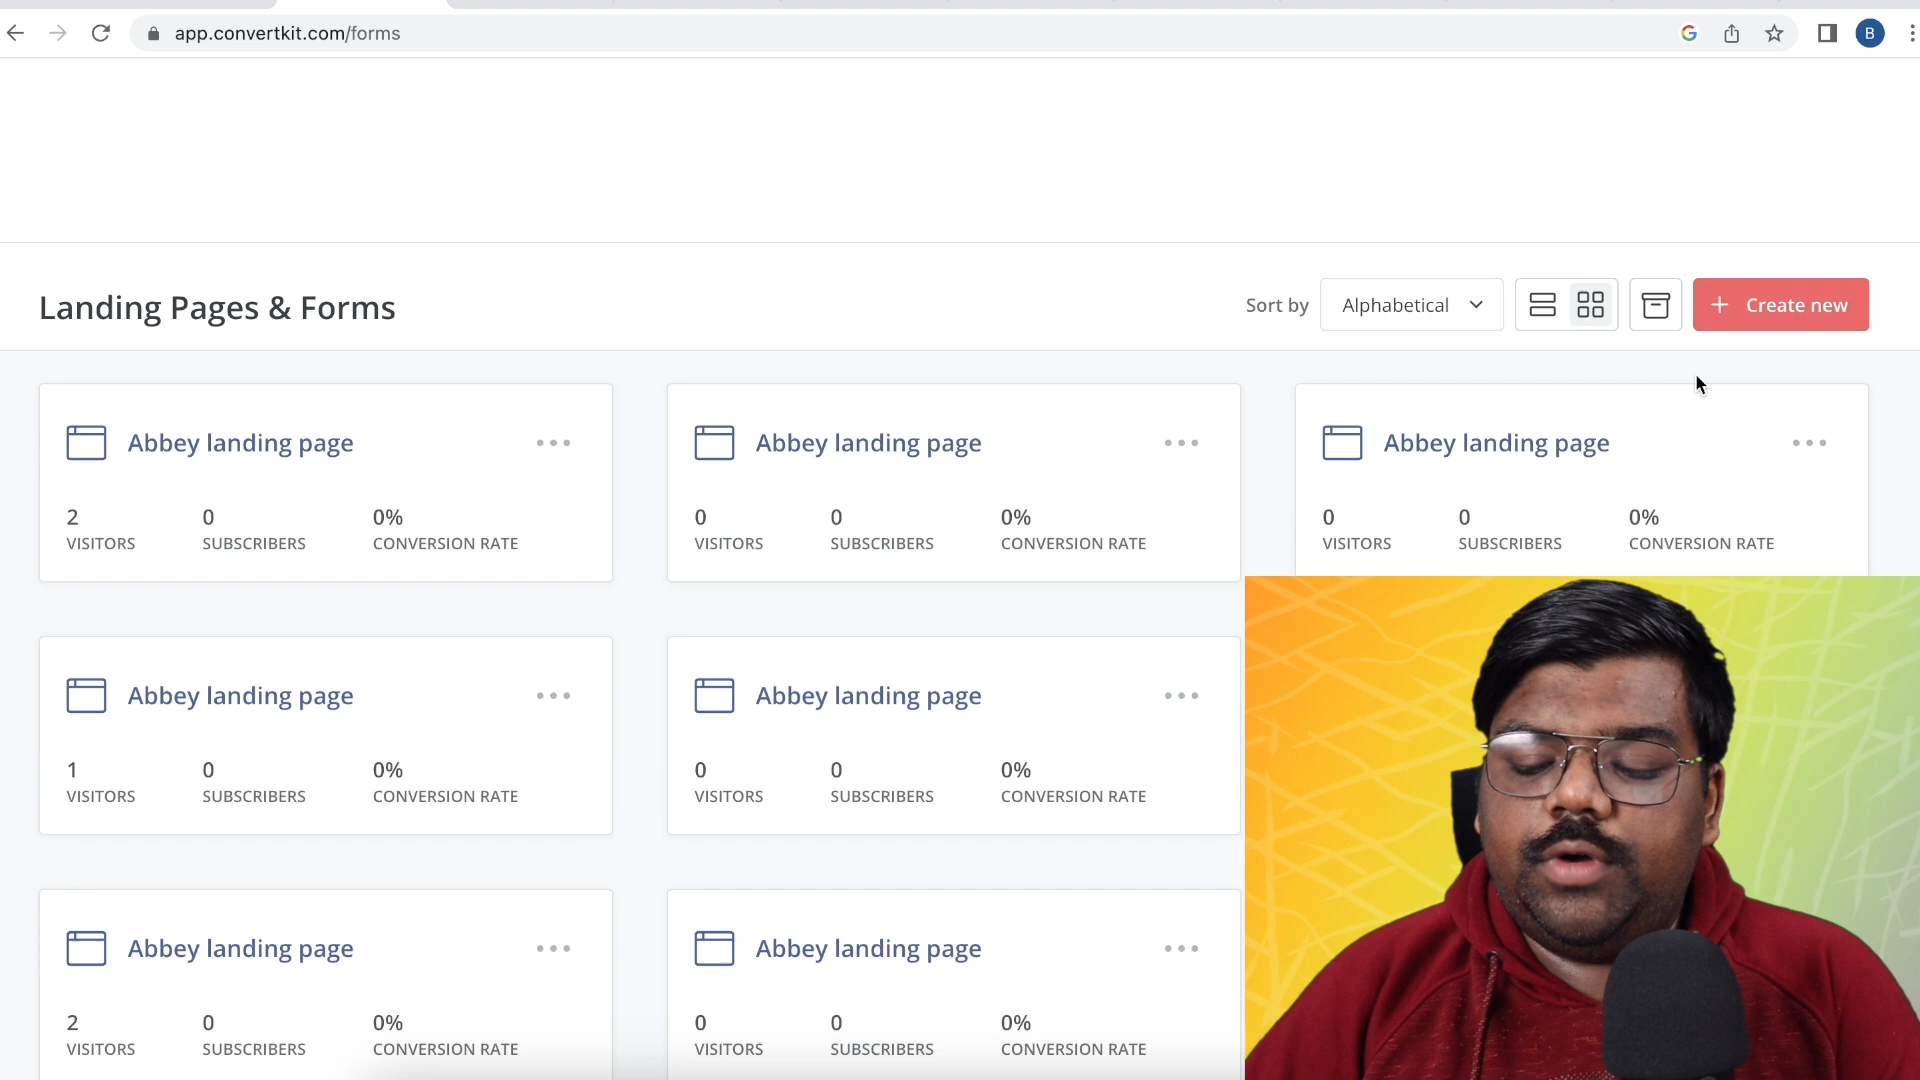 app.convertkit.com/forms
B
Landing Pages & Forms
Sort by
Alphabetical
+ Create new
Abbey landing page
Abbey landing page
Abbey landing page
2 0 0%
VISITORS SUBSCRIBERS CONVERSION RATE
0 0 0%
VISITORS SUBSCRIBERS CONVERSION RATE
0 0 0%
VISITORS SUBSCRIBERS CONVERSION RATE
Abbey landing page
Abbey landing page
1 0 0%
VISITORS SUBSCRIBERS CONVERSION RATE
0 0 0%
VISITORS SUBSCRIBERS CONVERSION RATE
Abbey landing page
Abbey landing page
2 0 0%
VISITORS SUBSCRIBERS CONVERSION RATE
0 0 0%
VISITORS SUBSCRIBERS CONVERSION RATE